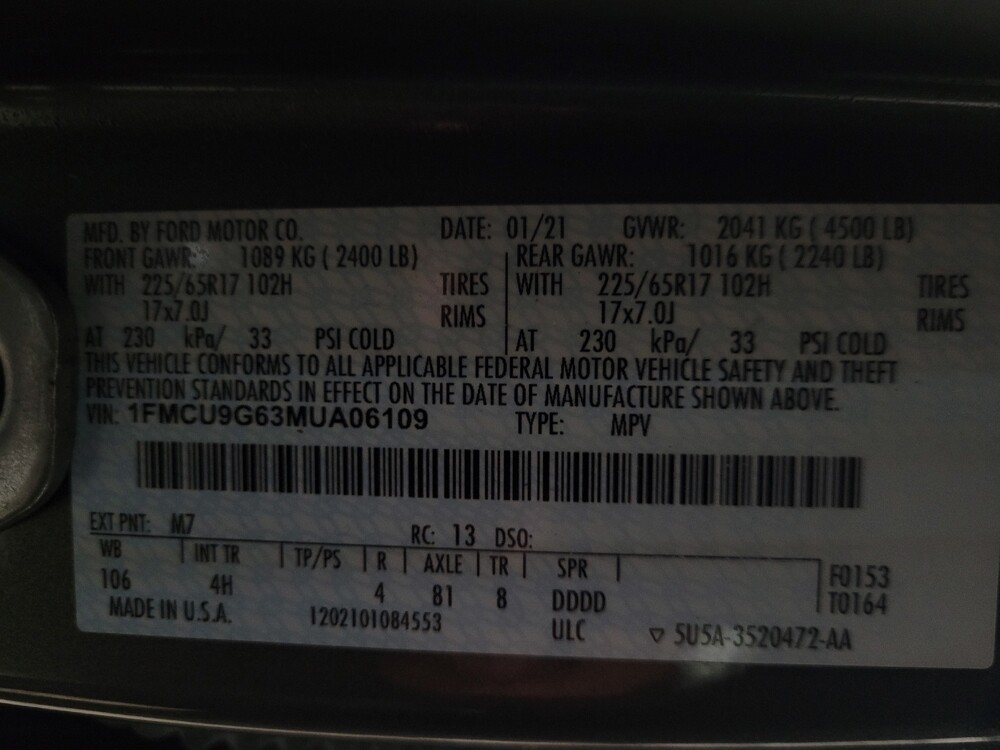 MFD. BY FORD MOTOR CO. DATE: 01/21 GVWR: 2041 KG ( 4500 LB)
FRONT GAWR: 1089 KG ( 2400 LB) REAR GAWR: 1016 KG ( 2240 LB)
WITH 225/65R17 102H TIRES WITH 225/65R17 102H TIRES
17x7.0J RIMS 17x7.0J RIMS
AT 230 kPa/ 33 PSI COLD AT 230 kPa/ 33 PSI COLD
THIS VEHICLE CONFORMS TO ALL APPLICABLE FEDERAL MOTOR VEHICLE SAFETY AND THEFT
PREVENTION STANDARDS IN EFFECT ON THE DATE OF MANUFACTURE SHOWN ABOVE.
VIN: 1FMCU9G63MUA06109 TYPE: MPV
EXT PNT: M7 RC: 13 DSO:
WB INT TR TP/PS R AXLE TR SPR F0153
106 4H 4 81 8 DDDD T0164
MADE IN U.S.A. 1202101084553 ULC ▽ 5U5A-3520472-AA